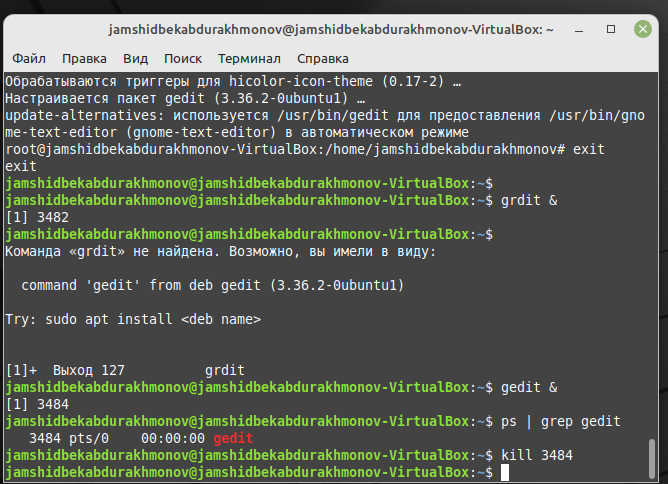 jamshidbekabdurakhmonov@jamshidbekabdurakhmonov-VirtualBox: ~
Файл Правка Вид Поиск Терминал Справка
Обрабатываются триггеры для hicolor-icon-theme (0.17-2) …
Настраивается пакет gedit (3.36.2-0ubuntu1) …
update-alternatives: используется /usr/bin/gedit для предоставления /usr/bin/gno
me-text-editor (gnome-text-editor) в автоматическом режиме
root@jamshidbekabdurakhmonov-VirtualBox:/home/jamshidbekabdurakhmonov# exit
exit
jamshidbekabdurakhmonov@jamshidbekabdurakhmonov-VirtualBox:~$
jamshidbekabdurakhmonov@jamshidbekabdurakhmonov-VirtualBox:~$ grdit &
[1] 3482
jamshidbekabdurakhmonov@jamshidbekabdurakhmonov-VirtualBox:~$
Команда «grdit» не найдена. Возможно, вы имели в виду:
command 'gedit' from deb gedit (3.36.2-0ubuntu1)
Try: sudo apt install <deb name>
[1]+  Выход 127           grdit
jamshidbekabdurakhmonov@jamshidbekabdurakhmonov-VirtualBox:~$ gedit &
[1] 3484
jamshidbekabdurakhmonov@jamshidbekabdurakhmonov-VirtualBox:~$ ps | grep gedit
3484 pts/0    00:00:00 gedit
jamshidbekabdurakhmonov@jamshidbekabdurakhmonov-VirtualBox:~$ kill 3484
jamshidbekabdurakhmonov@jamshidbekabdurakhmonov-VirtualBox:~$